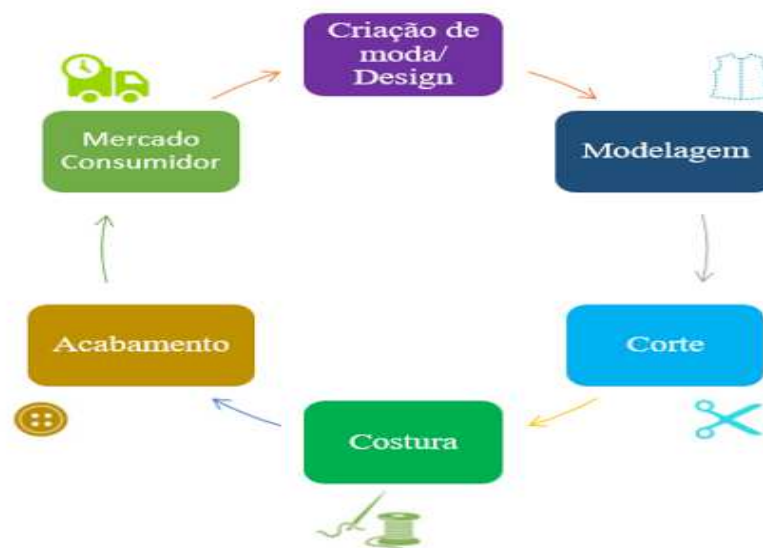 Criação de
moda/
Design
Modelagem
Corte
Costura
Acabamento
Mercado
Consumidor